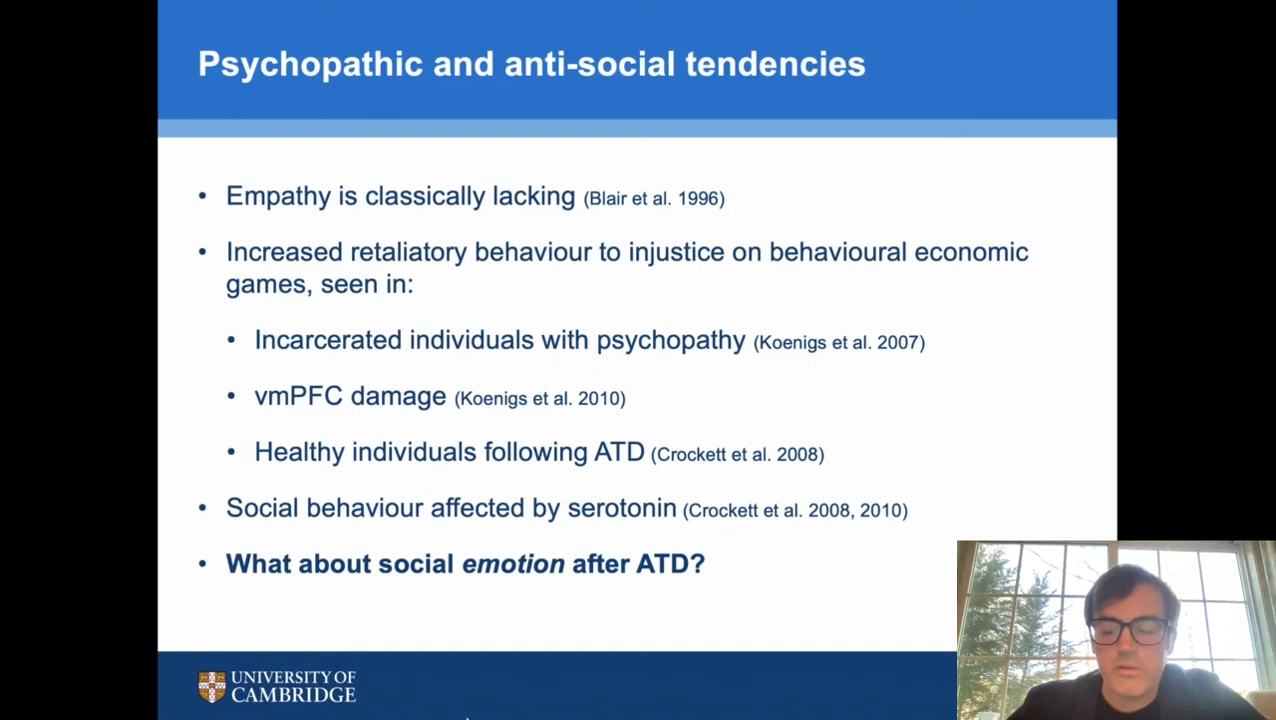 Psychopathic and anti-social tendencies
• Empathy is classically lacking (Blair et al. 1996)
• Increased retaliatory behaviour to injustice on behavioural economic
games, seen in:
• Incarcerated individuals with psychopathy (Koenigs et al. 2007)
• vmPFC damage (Koenigs et al. 2010)
• Healthy individuals following ATD (Crockett et al. 2008)
• Social behaviour affected by serotonin (Crockett et al. 2008, 2010)
• What about social emotion after ATD?
UNIVERSITY OF
CAMBRIDGE